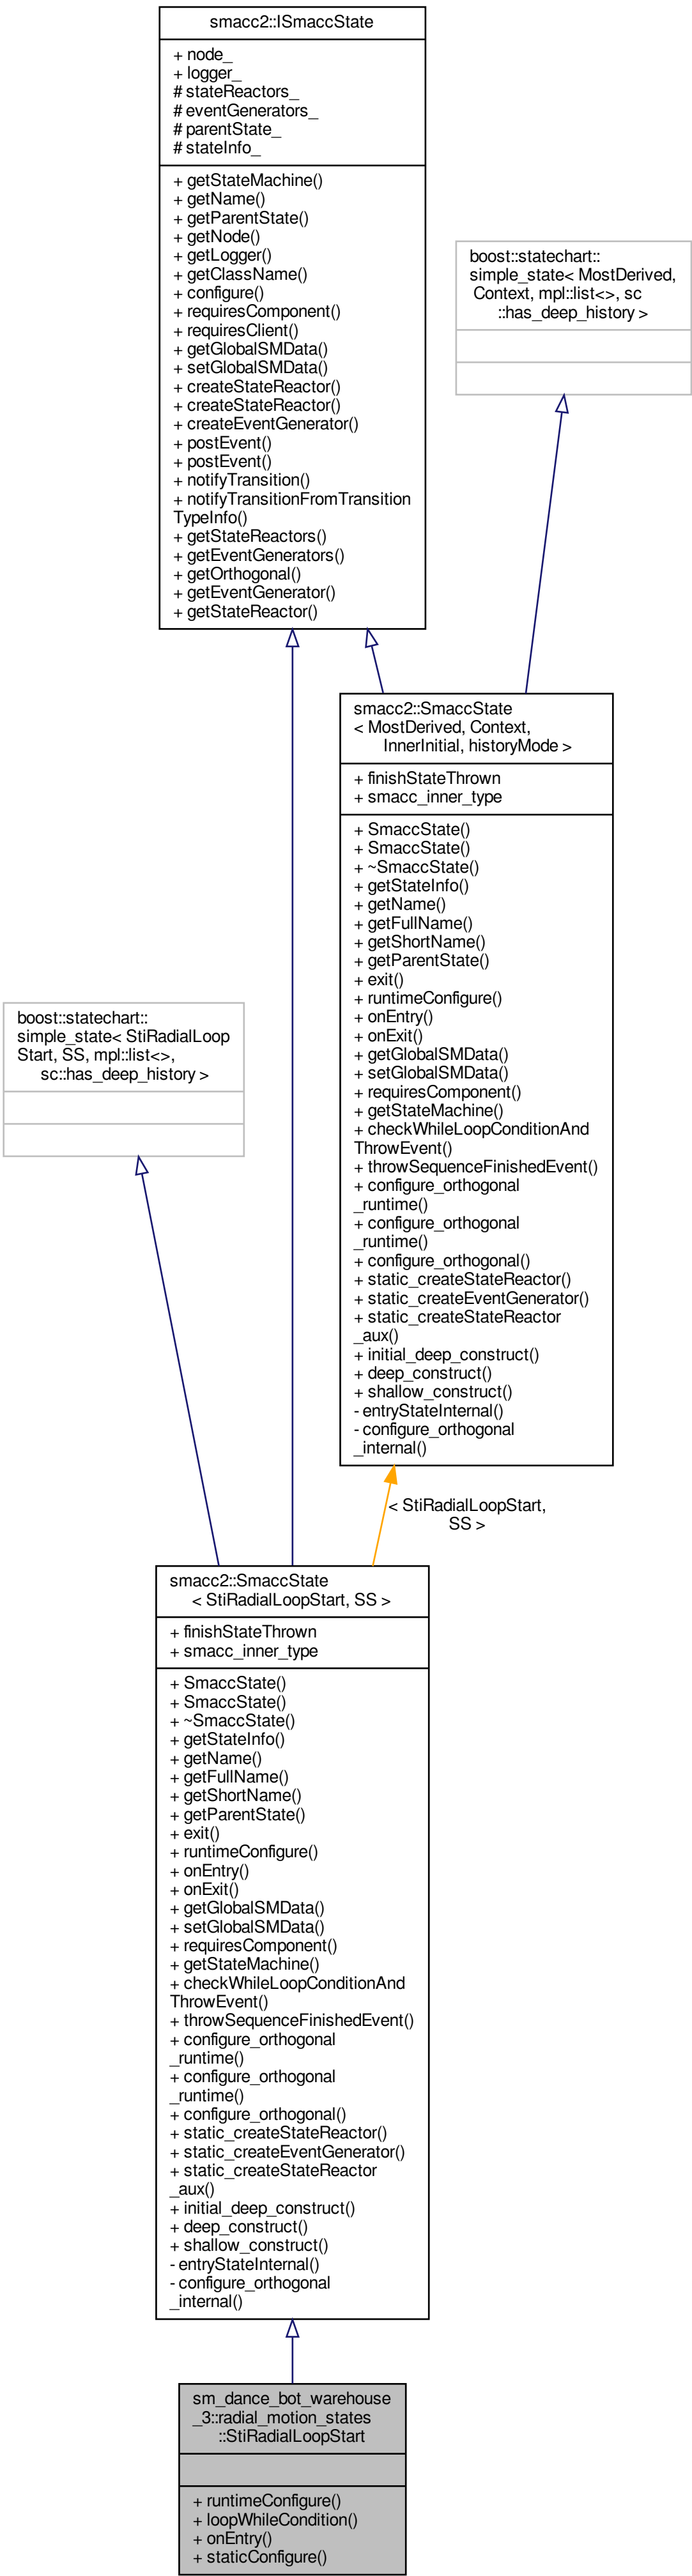 smacc2::ISmaccState
+ node_
+ logger_
# stateReactors_
# eventGenerators_
# parentState_
# stateInfo_
+ getStateMachine()
+ getName()
+ getParentState()
+ getNode()
+ getLogger()
+ getClassName()
+ configure()
+ requiresComponent()
+ requiresClient()
+ getGlobalSMData()
+ setGlobalSMData()
+ createStateReactor()
+ createStateReactor()
+ createEventGenerator()
+ postEvent()
+ postEvent()
+ notifyTransition()
+ notifyTransitionFromTransition
TypeInfo()
+ getStateReactors()
+ getEventGenerators()
+ getOrthogonal()
+ getEventGenerator()
+ getStateReactor()
boost::statechart::
simple_state< MostDerived,
Context, mpl::list<>, sc
::has_deep_history >
smacc2::SmaccState
< MostDerived, Context,
InnerInitial, historyMode >
+ finishStateThrown
+ smacc_inner_type
+ SmaccState()
+ SmaccState()
+ ~SmaccState()
+ getStateInfo()
+ getName()
+ getFullName()
+ getShortName()
+ getParentState()
+ exit()
+ runtimeConfigure()
+ onEntry()
+ onExit()
+ getGlobalSMData()
+ setGlobalSMData()
+ requiresComponent()
+ getStateMachine()
+ checkWhileLoopConditionAnd
ThrowEvent()
+ throwSequenceFinishedEvent()
+ configure_orthogonal
_runtime()
+ configure_orthogonal
_runtime()
+ configure_orthogonal()
+ static_createStateReactor()
+ static_createEventGenerator()
+ static_createStateReactor
_aux()
+ initial_deep_construct()
+ deep_construct()
+ shallow_construct()
- entryStateInternal()
- configure_orthogonal
_internal()
boost::statechart::
simple_state< StiRadialLoop
Start, SS, mpl::list<>,
sc::has_deep_history >
< StiRadialLoopStart,
SS >
smacc2::SmaccState
< StiRadialLoopStart, SS >
+ finishStateThrown
+ smacc_inner_type
+ SmaccState()
+ SmaccState()
+ ~SmaccState()
+ getStateInfo()
+ getName()
+ getFullName()
+ getShortName()
+ getParentState()
+ exit()
+ runtimeConfigure()
+ onEntry()
+ onExit()
+ getGlobalSMData()
+ setGlobalSMData()
+ requiresComponent()
+ getStateMachine()
+ checkWhileLoopConditionAnd
ThrowEvent()
+ throwSequenceFinishedEvent()
+ configure_orthogonal
_runtime()
+ configure_orthogonal
_runtime()
+ configure_orthogonal()
+ static_createStateReactor()
+ static_createEventGenerator()
+ static_createStateReactor
_aux()
+ initial_deep_construct()
+ deep_construct()
+ shallow_construct()
- entryStateInternal()
- configure_orthogonal
_internal()
sm_dance_bot_warehouse
_3::radial_motion_states
::StiRadialLoopStart
+ runtimeConfigure()
+ loopWhileCondition()
+ onEntry()
+ staticConfigure()